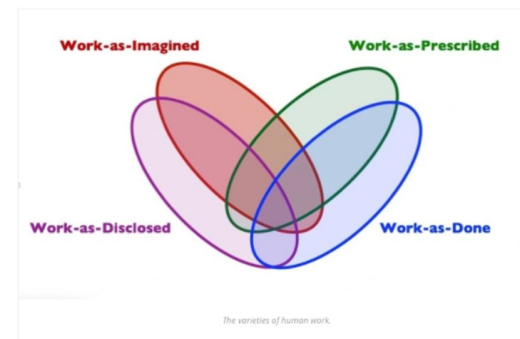 Work-as-Imagined
Work-as-Prescribed
Work-as-Disclosed
Work-as-Done
The varieties of human work.